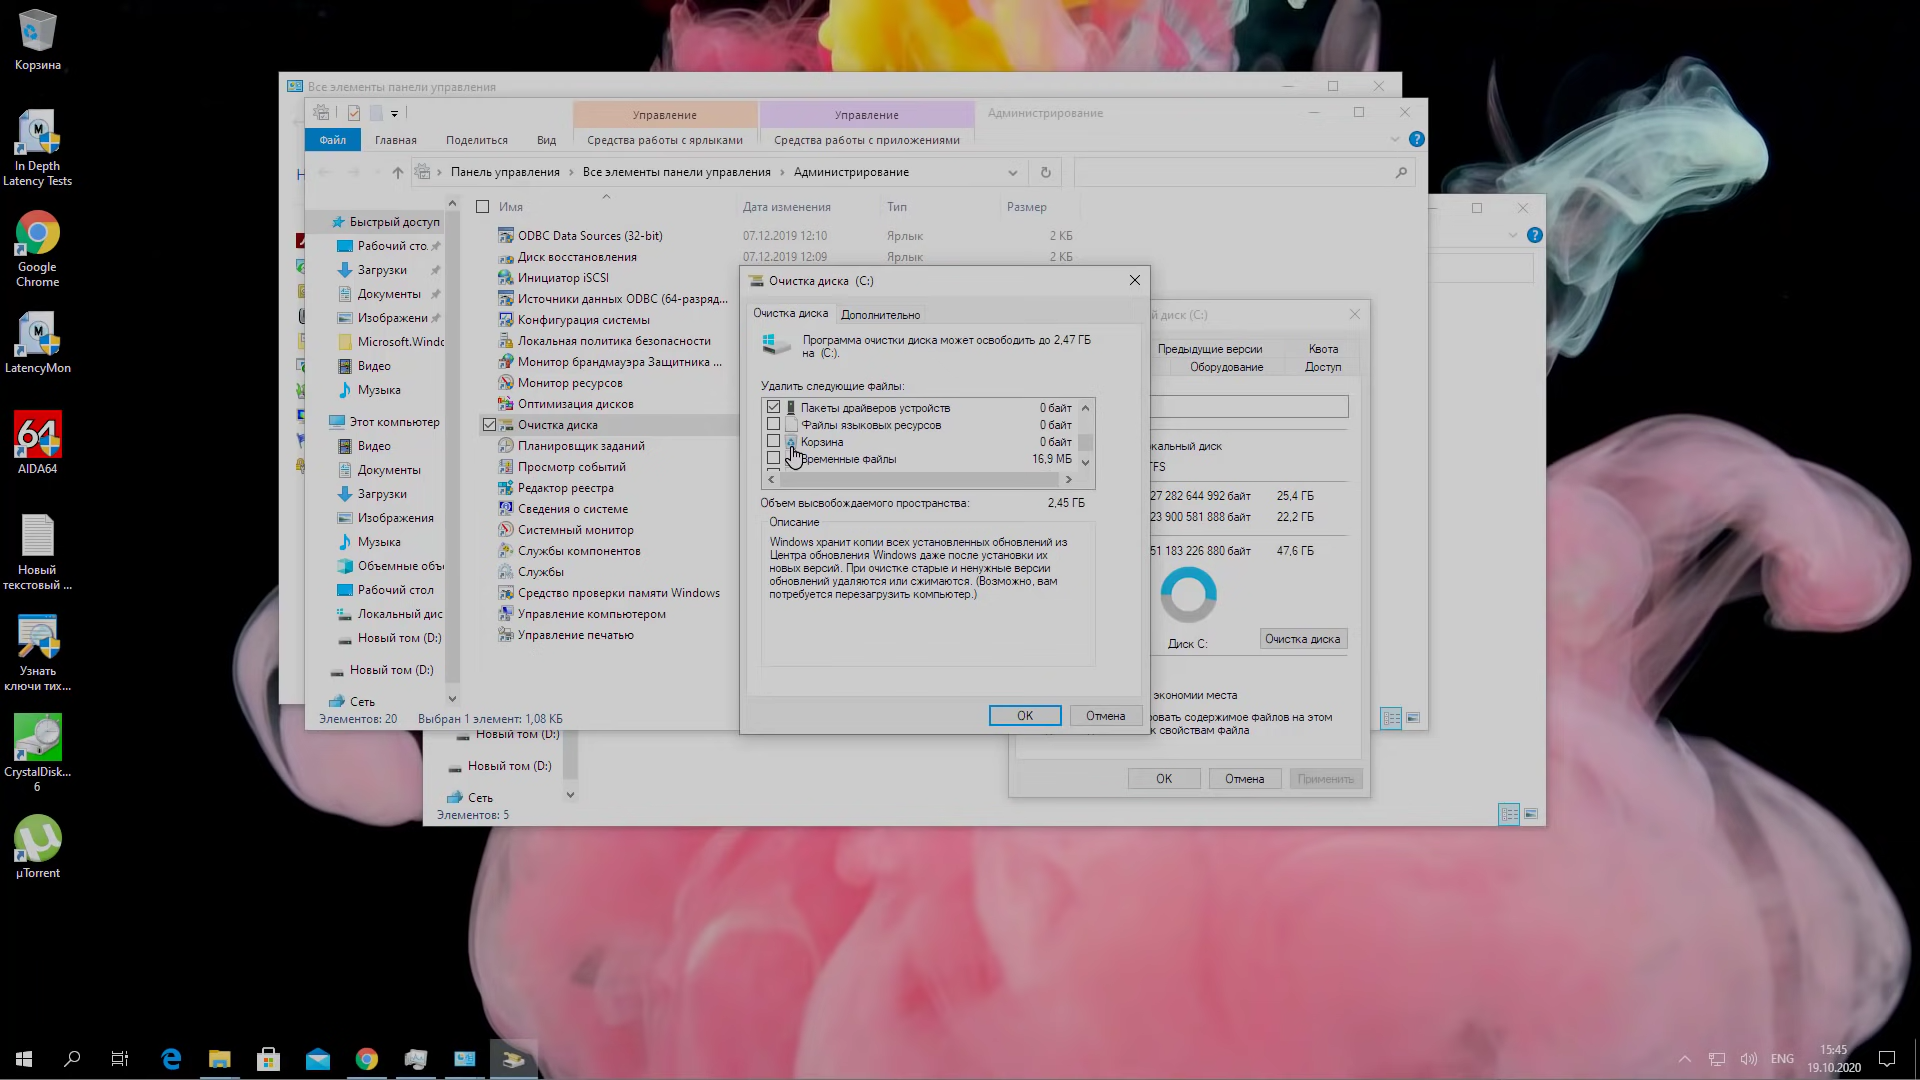 Корзина
In Depth
Latency Tests
Google
Chrome
LatencyMon
64
AIDA64
Новый
текстовый ...
Узнать
ключи тих...
CrystalDisk...
6
µTorrent
Все элементы панели управления
Управление
Управление
Администрирование
Файл
Главная
Поделиться
Вид
Средства работы с ярлыками
Средства работы с приложениями
Панель управления
Все элементы панели управления
Администрирование
Имя
Дата изменения
Тип
Размер
Быстрый доступ
Рабочий сто.
Загрузки
Документы
Изображени
Microsoft.Windo
Видео
Музыка
Этот компьютер
Видео
Документы
Загрузки
Изображения
Музыка
Объемные объ
Рабочий стол
Локальный дис
Новый том (D:)
Новый том (D:)
Сеть
ODBC Data Sources (32-bit)
07.12.2019 12:10
Ярлык
2 КБ
Диск восстановления
07.12.2019 12:09
Ярлык
2 КБ
Инициатор iSCSI
Источники данных ODBC (64-разряд...
Конфигурация системы
Локальная политика безопасности
Монитор брандмауэра Защитника ...
Монитор ресурсов
Оптимизация дисков
Очистка диска
Планировщик заданий
Просмотр событий
Редактор реестра
Сведения о системе
Системный монитор
Службы компонентов
Службы
Средство проверки памяти Windows
Управление компьютером
Управление печатью
Элементов: 20
Выбран 1 элемент: 1,08 КБ
Новый том (D:)
Новый том (D:)
Сеть
Элементов: 5
Очистка диска (C:)
Очистка диска
Дополнительно
Программа очистки диска может освободить до 2,47 ГБ
на (C:).
Удалить следующие файлы:
Пакеты драйверов устройств
0 байт
Файлы языковых ресурсов
0 байт
Корзина
0 байт
Временные файлы
16,9 МБ
Объем высвобождаемого пространства:
2,45 ГБ
Описание
Windows хранит копии всех установленных обновлений из
Центра обновления Windows даже после установки их
новых версий. При очистке старые и ненужные версии
обновлений удаляются или сжимаются. (Возможно, вам
потребуется перезагрузить компьютер.)
OK
Отмена
й диск (C:)
Предыдущие версии
Квота
Оборудование
Доступ
кальный диск
TFS
27 282 644 992 байт
25,4 ГБ
23 900 581 888 байт
22,2 ГБ
51 183 226 880 байт
47,6 ГБ
Диск C:
Очистка диска
экономии места
ровать содержимое файлов на этом
к свойствам файла
OK
Отмена
Применить
ENG
15:45
19.10.2020